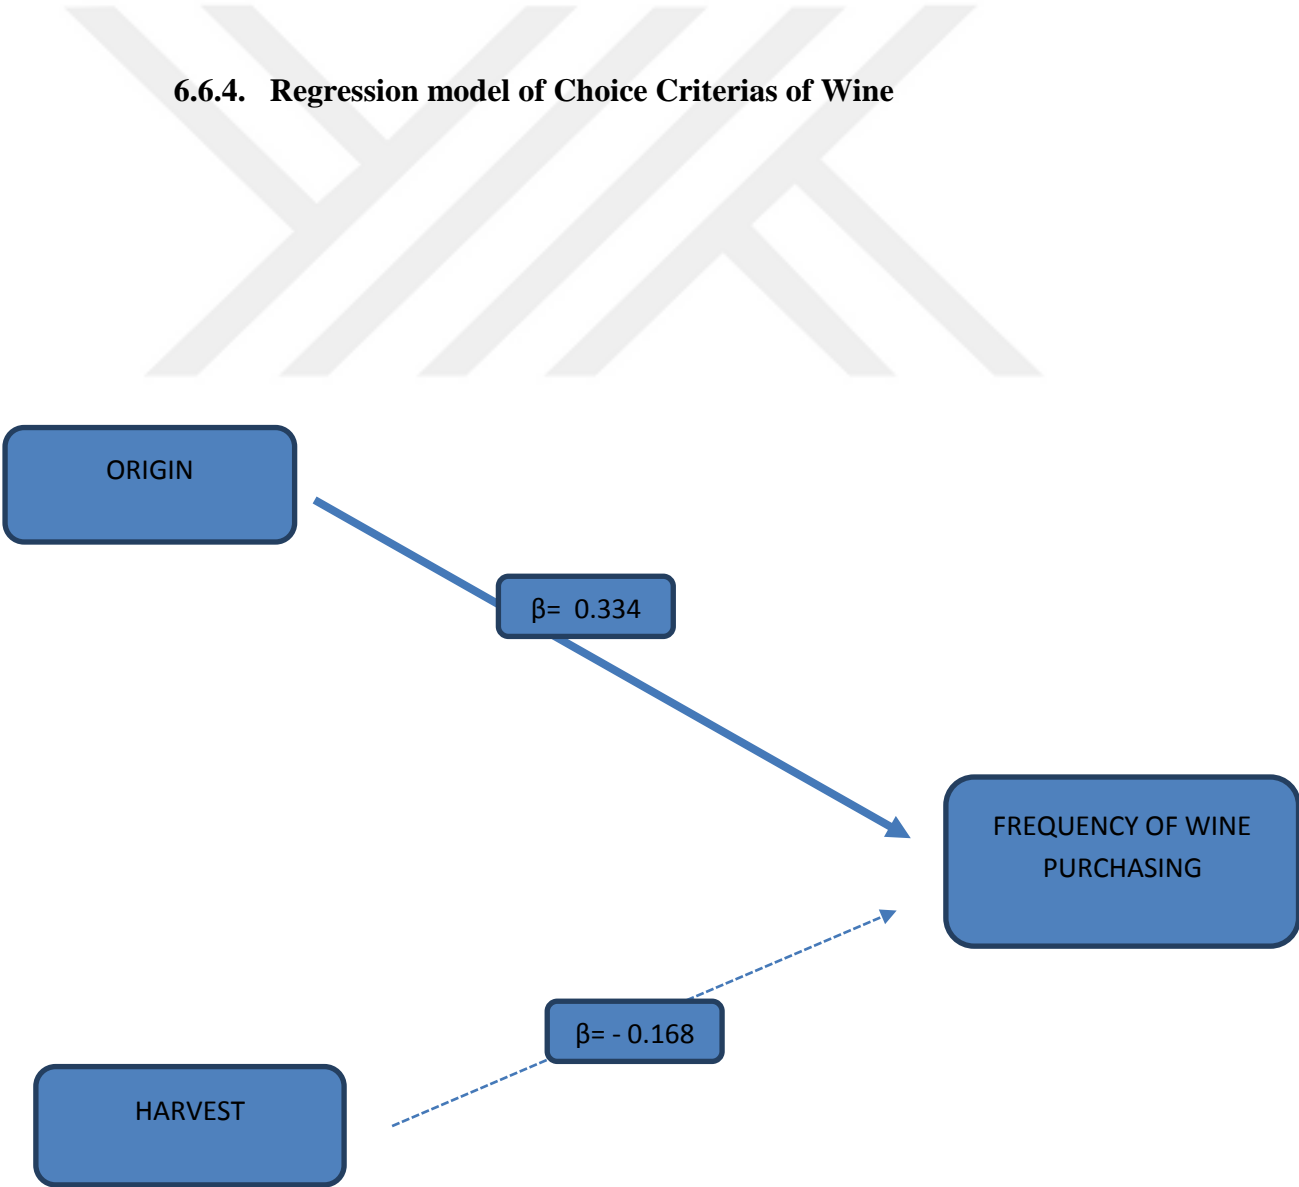 6.6.4. Regression model of Choice Criterias of Wine
ORIGIN
β= 0.334
FREQUENCY OF WINE
PURCHASING
β= - 0.168
HARVEST